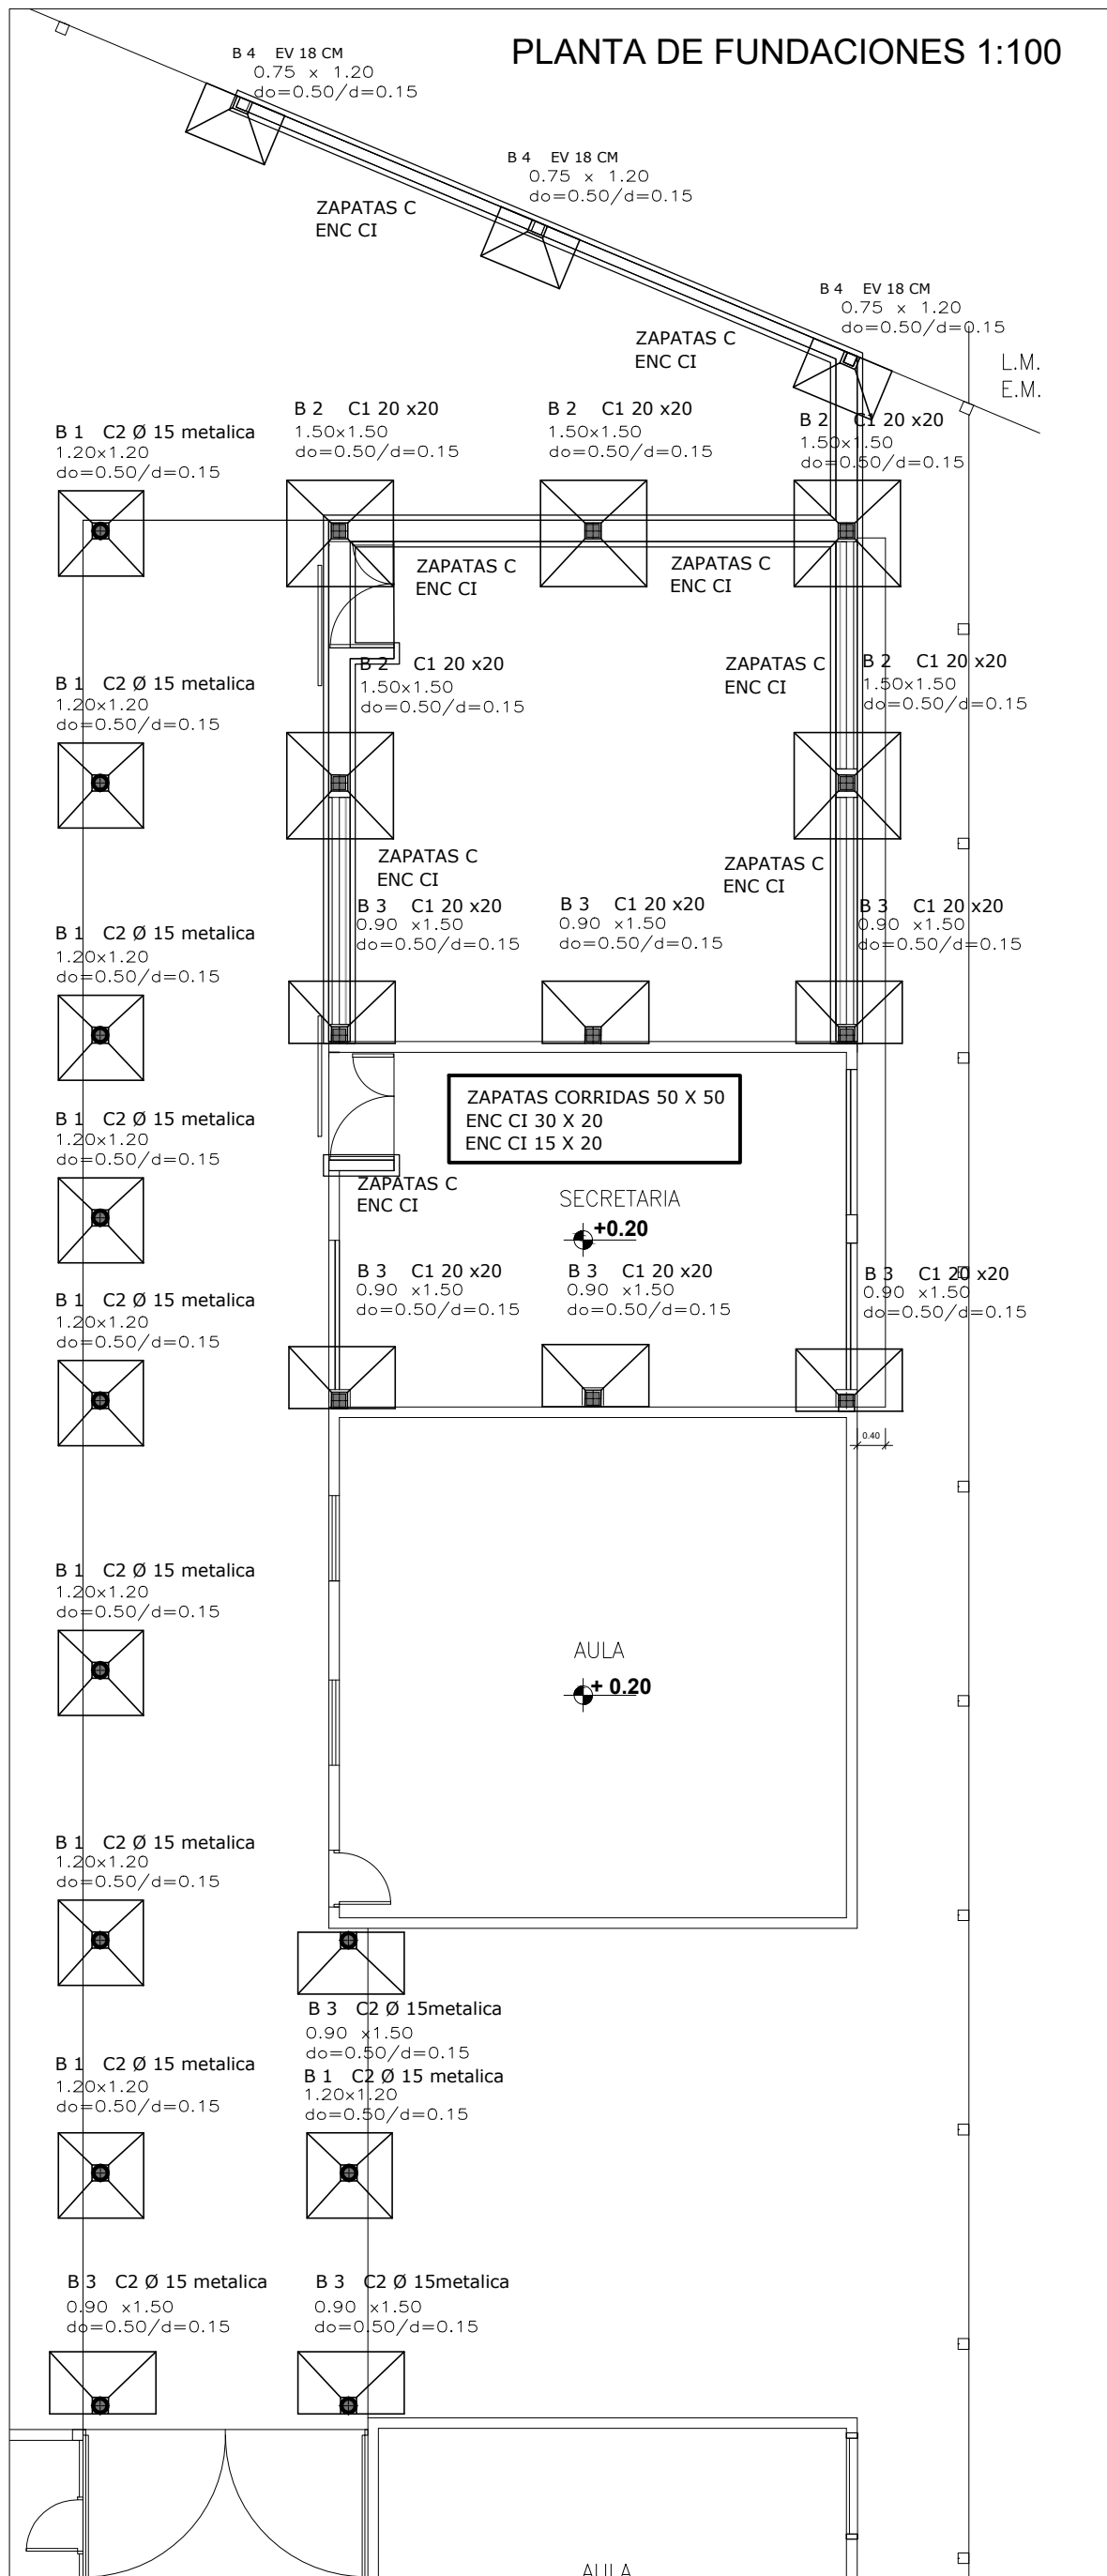 PLANTA DE FUNDACIONES 1:100
B 4 EV 18 CM
0.75 x 1.20
do=0.50/d=0.15
B 4 EV 18 CM
0.75 x 1.20
do=0.50/d=0.15
ZAPATAS C
ENC CI
B 4 EV 18 CM
0.75 x 1.20
do=0.50/d=0.15
ZAPATAS C
ENC CI
L.M.
E.M.
B 1 C2 Ø 15 metalica
1.20x1.20
do=0.50/d=0.15
B 2 C1 20 x20
1.50x1.50
do=0.50/d=0.15
B 2 C1 20 x20
1.50x1.50
do=0.50/d=0.15
B 2 C1 20 x20
1.50x1.50
do=0.50/d=0.15
ZAPATAS C
ENC CI
ZAPATAS C
ENC CI
B 1 C2 Ø 15 metalica
1.20x1.20
do=0.50/d=0.15
B 2 C1 20 x20
1.50x1.50
do=0.50/d=0.15
ZAPATAS C
ENC CI
B 2 C1 20 x20
1.50x1.50
do=0.50/d=0.15
ZAPATAS C
ENC CI
ZAPATAS C
ENC CI
B 1 C2 Ø 15 metalica
1.20x1.20
do=0.50/d=0.15
B 3 C1 20 x20
0.90 x1.50
do=0.50/d=0.15
B 3 C1 20 x20
0.90 x1.50
do=0.50/d=0.15
B 3 C1 20 x20
0.90 x1.50
do=0.50/d=0.15
ZAPATAS CORRIDAS 50 X 50
ENC CI 30 X 20
ENC CI 15 X 20
B 1 C2 Ø 15 metalica
1.20x1.20
do=0.50/d=0.15
ZAPATAS C
ENC CI
SECRETARIA
+0.20
B 1 C2 Ø 15 metalica
1.20x1.20
do=0.50/d=0.15
B 3 C1 20 x20
0.90 x1.50
do=0.50/d=0.15
B 3 C1 20 x20
0.90 x1.50
do=0.50/d=0.15
B 3 C1 20 x20
0.90 x1.50
do=0.50/d=0.15
0.40
B 1 C2 Ø 15 metalica
1.20x1.20
do=0.50/d=0.15
AULA
+ 0.20
B 1 C2 Ø 15 metalica
1.20x1.20
do=0.50/d=0.15
B 3 C2 Ø 15metalica
0.90 x1.50
do=0.50/d=0.15
B 1 C2 Ø 15 metalica
1.20x1.20
do=0.50/d=0.15
B 1 C2 Ø 15 metalica
1.20x1.20
do=0.50/d=0.15
B 3 C2 Ø 15 metalica
0.90 x1.50
do=0.50/d=0.15
B 3 C2 Ø 15metalica
0.90 x1.50
do=0.50/d=0.15
AULA